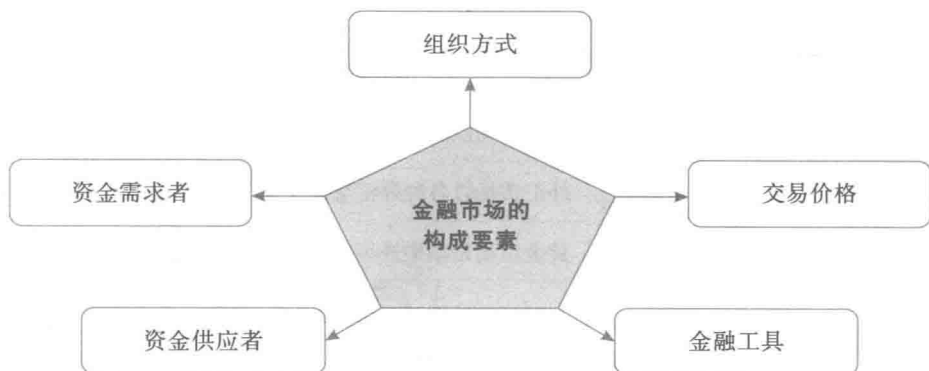 组织方式
资金需求者
交易价格
金融市场的
构成要素
资金供应者
金融工具